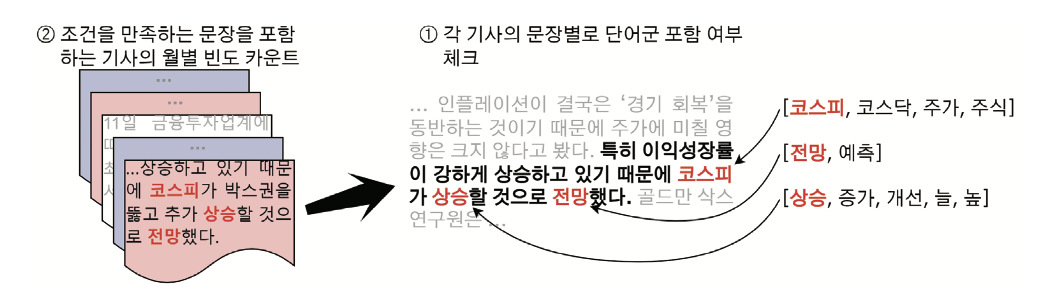 ② 조건을 만족하는 문장을 포함
하는 기사의 월별 빈도 카운트
...
...
11일 금융투자업계에
...상승하고 있기 때문
에 코스피가 박스권을
뚫고 추가 상승할 것으
로 전망했다.
① 각 기사의 문장별로 단어군 포함 여부
체크
... 인플레이션이 결국은 ‘경기 회복’을
동반하는 것이기 때문에 주가에 미칠 영
향은 크지 않다고 봤다. 특히 이익성장률
이 강하게 상승하고 있기 때문에 코스피
가 상승할 것으로 전망했다. 골드만 삭스
연구원은 ...
[코스피, 코스닥, 주가, 주식]
[전망, 예측]
[상승, 증가, 개선, 늘, 높]